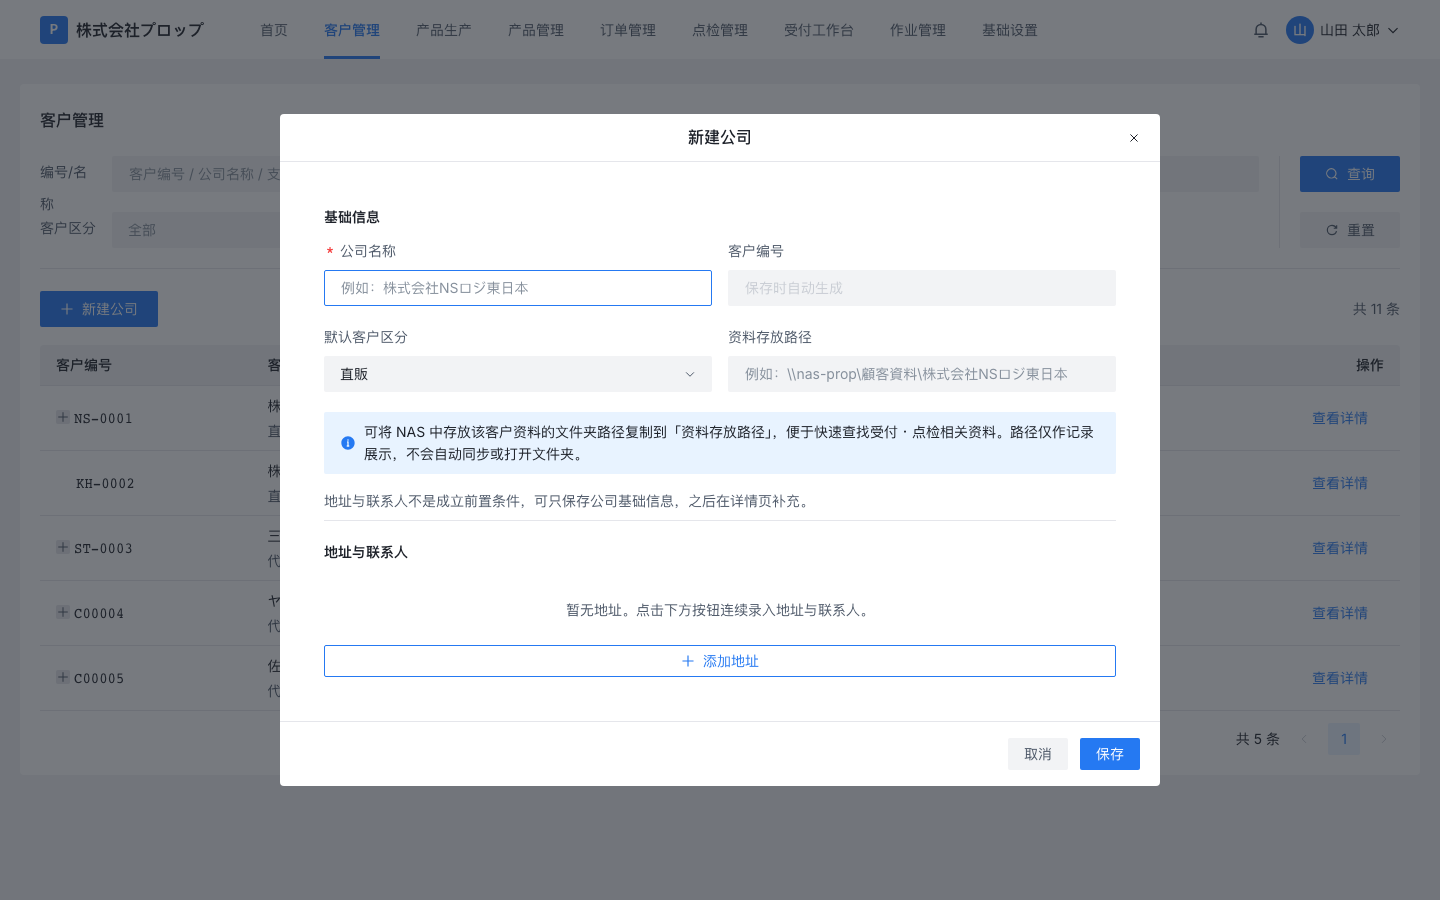 P 株式会社プロップ 首页 客户管理 产品生产 产品管理 订单管理 点检管理 受付工作台 作业管理 基础设置 山 山田 太郎
客户管理
新建公司
编号/名称
客户编号 / 公司名称 / 支
查询
客户区分
全部
重置
新建公司
共 11 条
客户编号
客
操作
NS-0001
株
直
查看详情
KH-0002
株
直
查看详情
ST-0003
三
代
查看详情
C00004
ヤ
代
查看详情
C00005
佐
代
查看详情
共 5 条
1
基础信息
* 公司名称
客户编号
例如：株式会社NSロジ東日本
保存时自动生成
默认客户区分
资料存放路径
直販
例如：\\nas-prop\顧客資料\株式会社NSロジ東日本
可将 NAS 中存放该客户资料的文件夹路径复制到「资料存放路径」，便于快速查找受付・点检相关资料。路径仅作记录
展示，不会自动同步或打开文件夹。
地址与联系人不是成立前置条件，可只保存公司基础信息，之后在详情页补充。
地址与联系人
暂无地址。点击下方按钮连续录入地址与联系人。
添加地址
取消
保存